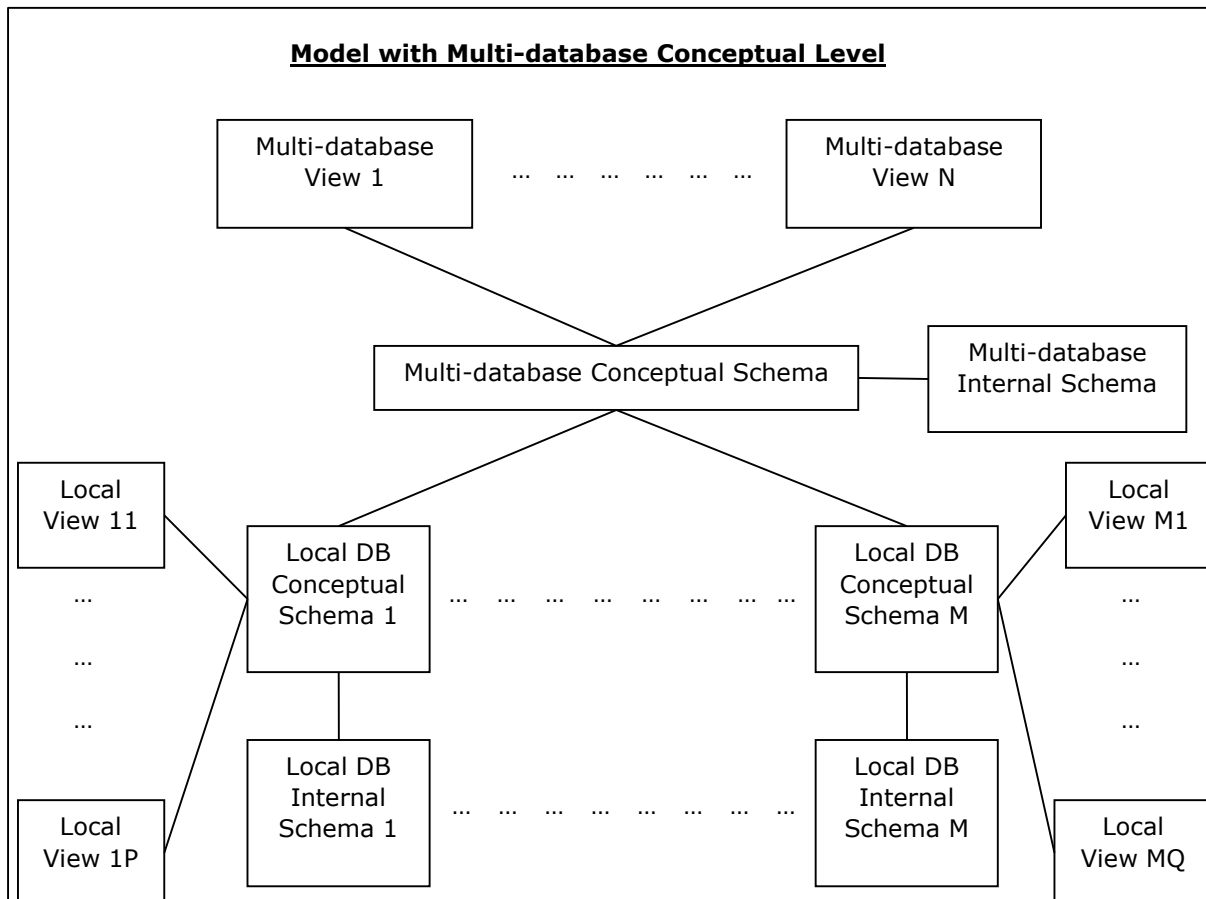 Model with Multi-database Conceptual Level
Multi-database
View 1
… … … … … …
Multi-database
View N
Multi-database Conceptual Schema
Multi-database
Internal Schema
Local
View 11
…
…
…
Local
View 1P
Local DB
Conceptual
Schema 1
… … … … … … … …
Local DB
Conceptual
Schema M
Local
View M1
…
…
…
Local
View MQ
Local DB
Internal
Schema 1
… … … … … … … …
Local DB
Internal
Schema M